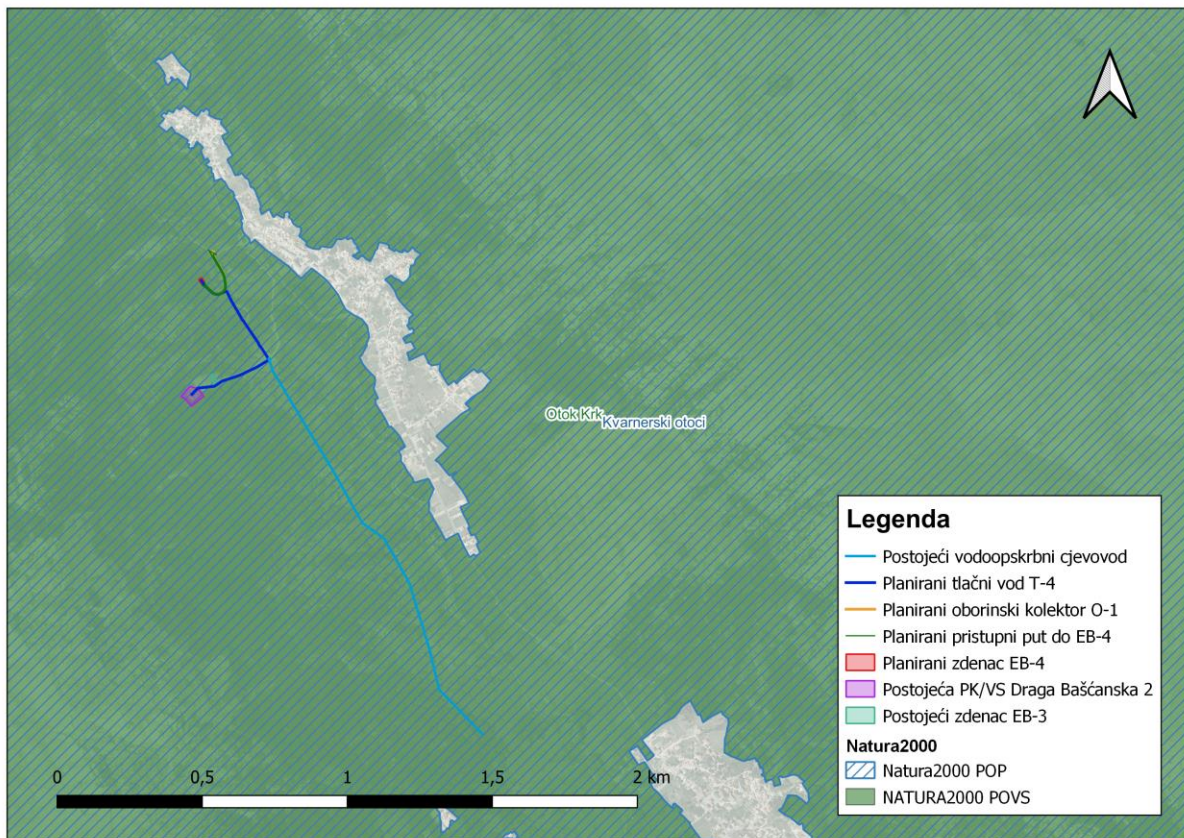 Otok Krk
Kvarnerski otoci
Legenda
Postojeći vodoopskrbni cjevovod
Planirani tlačni vod T-4
Planirani oborinski kolektor O-1
Planirani pristupni put do EB-4
Planirani zdenac EB-4
Postojeća PK/VS Draga Bašćanska 2
Postojeći zdenac EB-3
Natura2000
Natura2000 POP
NATURA2000 POVS
0 0,5 1 1,5 2 km